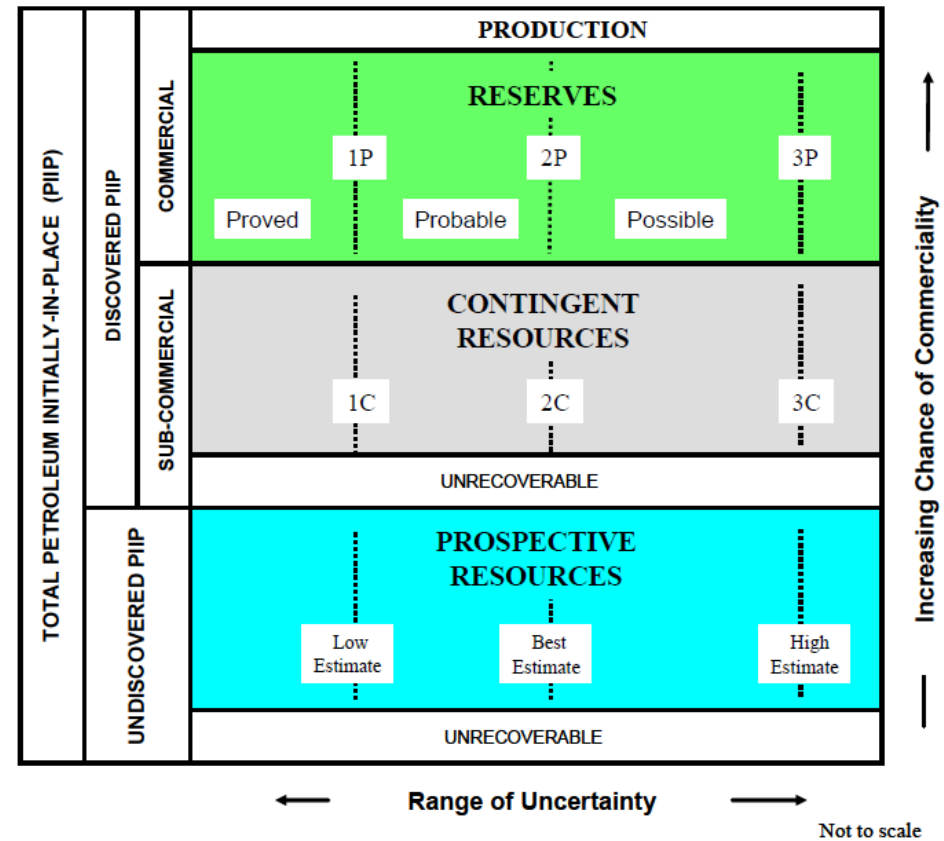 TOTAL PETROLEUM INITIALLY-IN-PLACE (PIIP)
DISCOVERED PIIP
UNDISCOVERED PIIP
COMMERCIAL
SUB-COMMERCIAL
PRODUCTION
RESERVES
1P
2P
3P
Proved
Probable
Possible
CONTINGENT
RESOURCES
1C
2C
3C
UNRECOVERABLE
PROSPECTIVE
RESOURCES
Low
Estimate
Best
Estimate
High
Estimate
UNRECOVERABLE
Increasing Chance of Commerciality
Range of Uncertainty
Not to scale